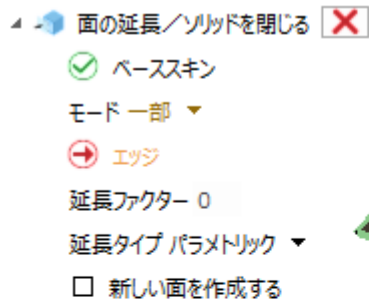 面の延長／ソリッドを閉じる
ベーススキン
モード 一部
エッジ
延長ファクター 0
延長タイプ パラメトリック
新しい面を作成する